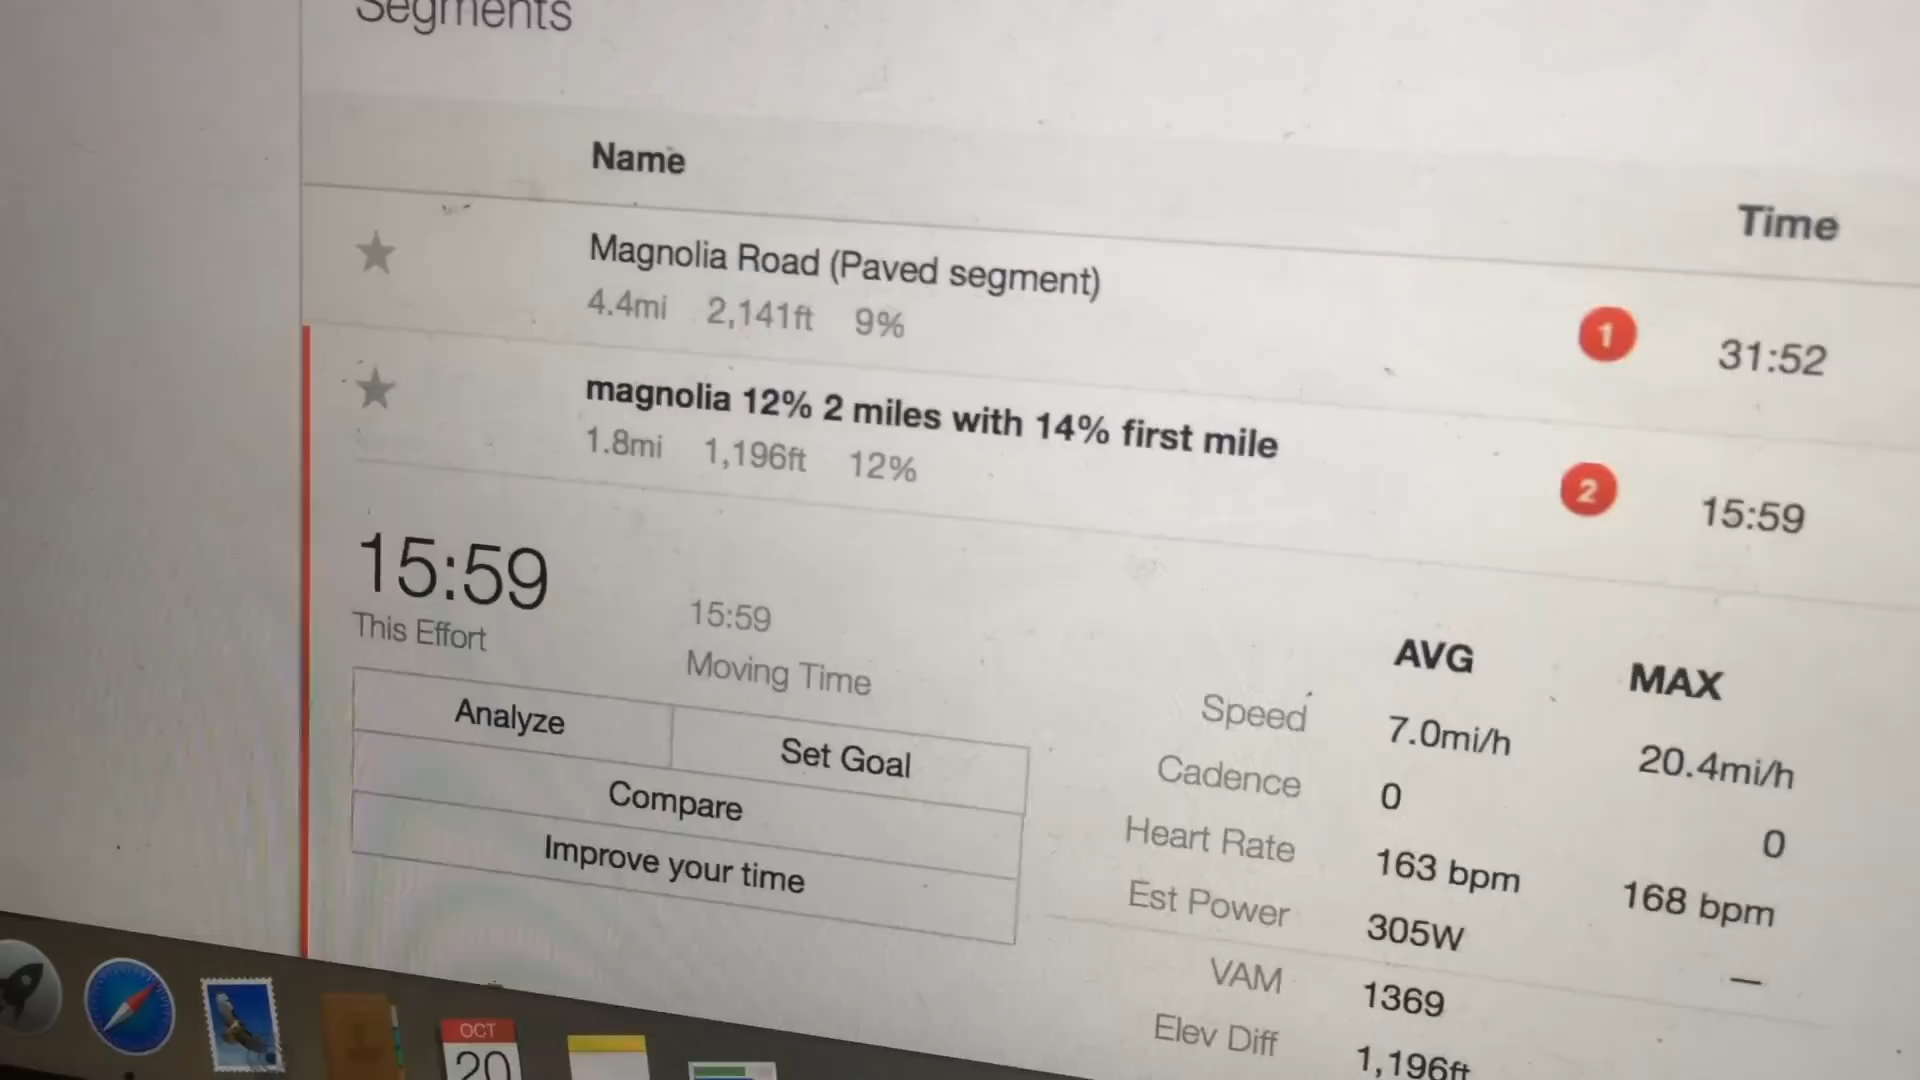 Segments
Name
Time
Magnolia Road (Paved segment)
4.4mi 2,141ft 9%
1
31:52
magnolia 12% 2 miles with 14% first mile
1.8mi 1,196ft 12%
2
15:59
15:59
This Effort
15:59
Moving Time
Analyze
Set Goal
Compare
Improve your time
AVG MAX
Speed 7.0mi/h 20.4mi/h
Cadence 0 0
Heart Rate 163 bpm 168 bpm
Est Power 305W —
VAM 1369
Elev Diff 1,196ft
OCT
20